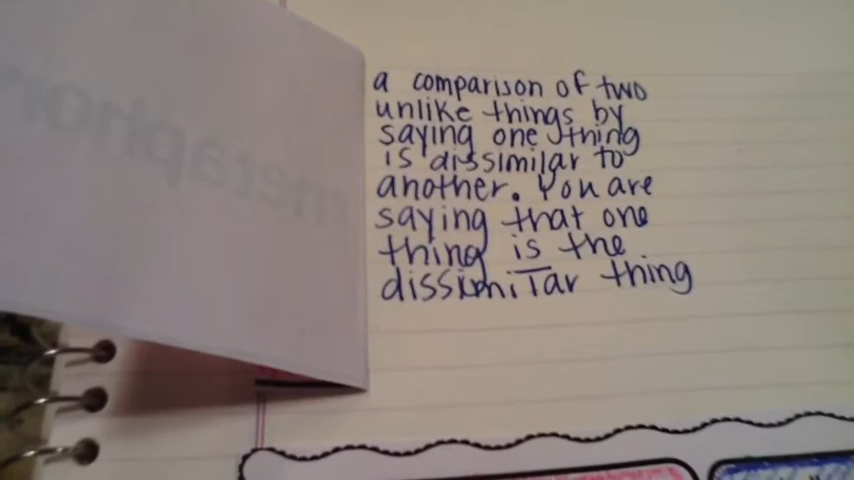 metaphor
a comparison of two
unlike things by
saying one thing
is dissimilar to
another. You are
saying that one
thing is the
dissimilar thing